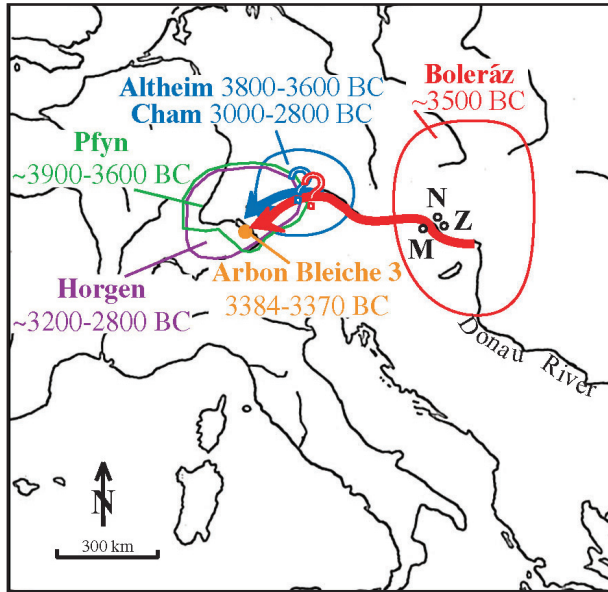 Altheim 3800-3600 BC
Cham 3000-2800 BC
Boleráz
~3500 BC
Pfyn
~3900-3600 BC
? ?
N
Z
M
Arbon Bleiche 3
3384-3370 BC
Horgen
~3200-2800 BC
Donau River
N
300 km